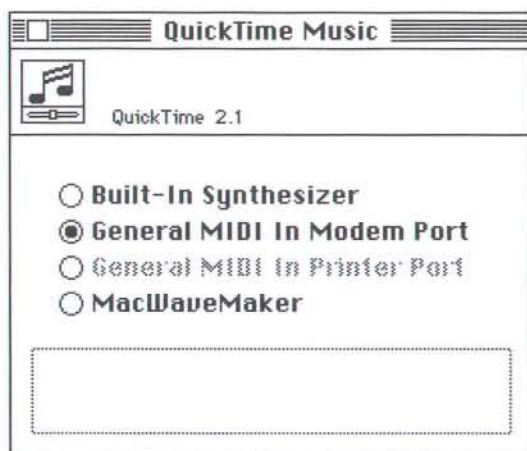 QuickTime Music
QuickTime 2.1
Built-In Synthesizer
General MIDI In Modem Port
General MIDI In Printer Port
MacWaveMaker